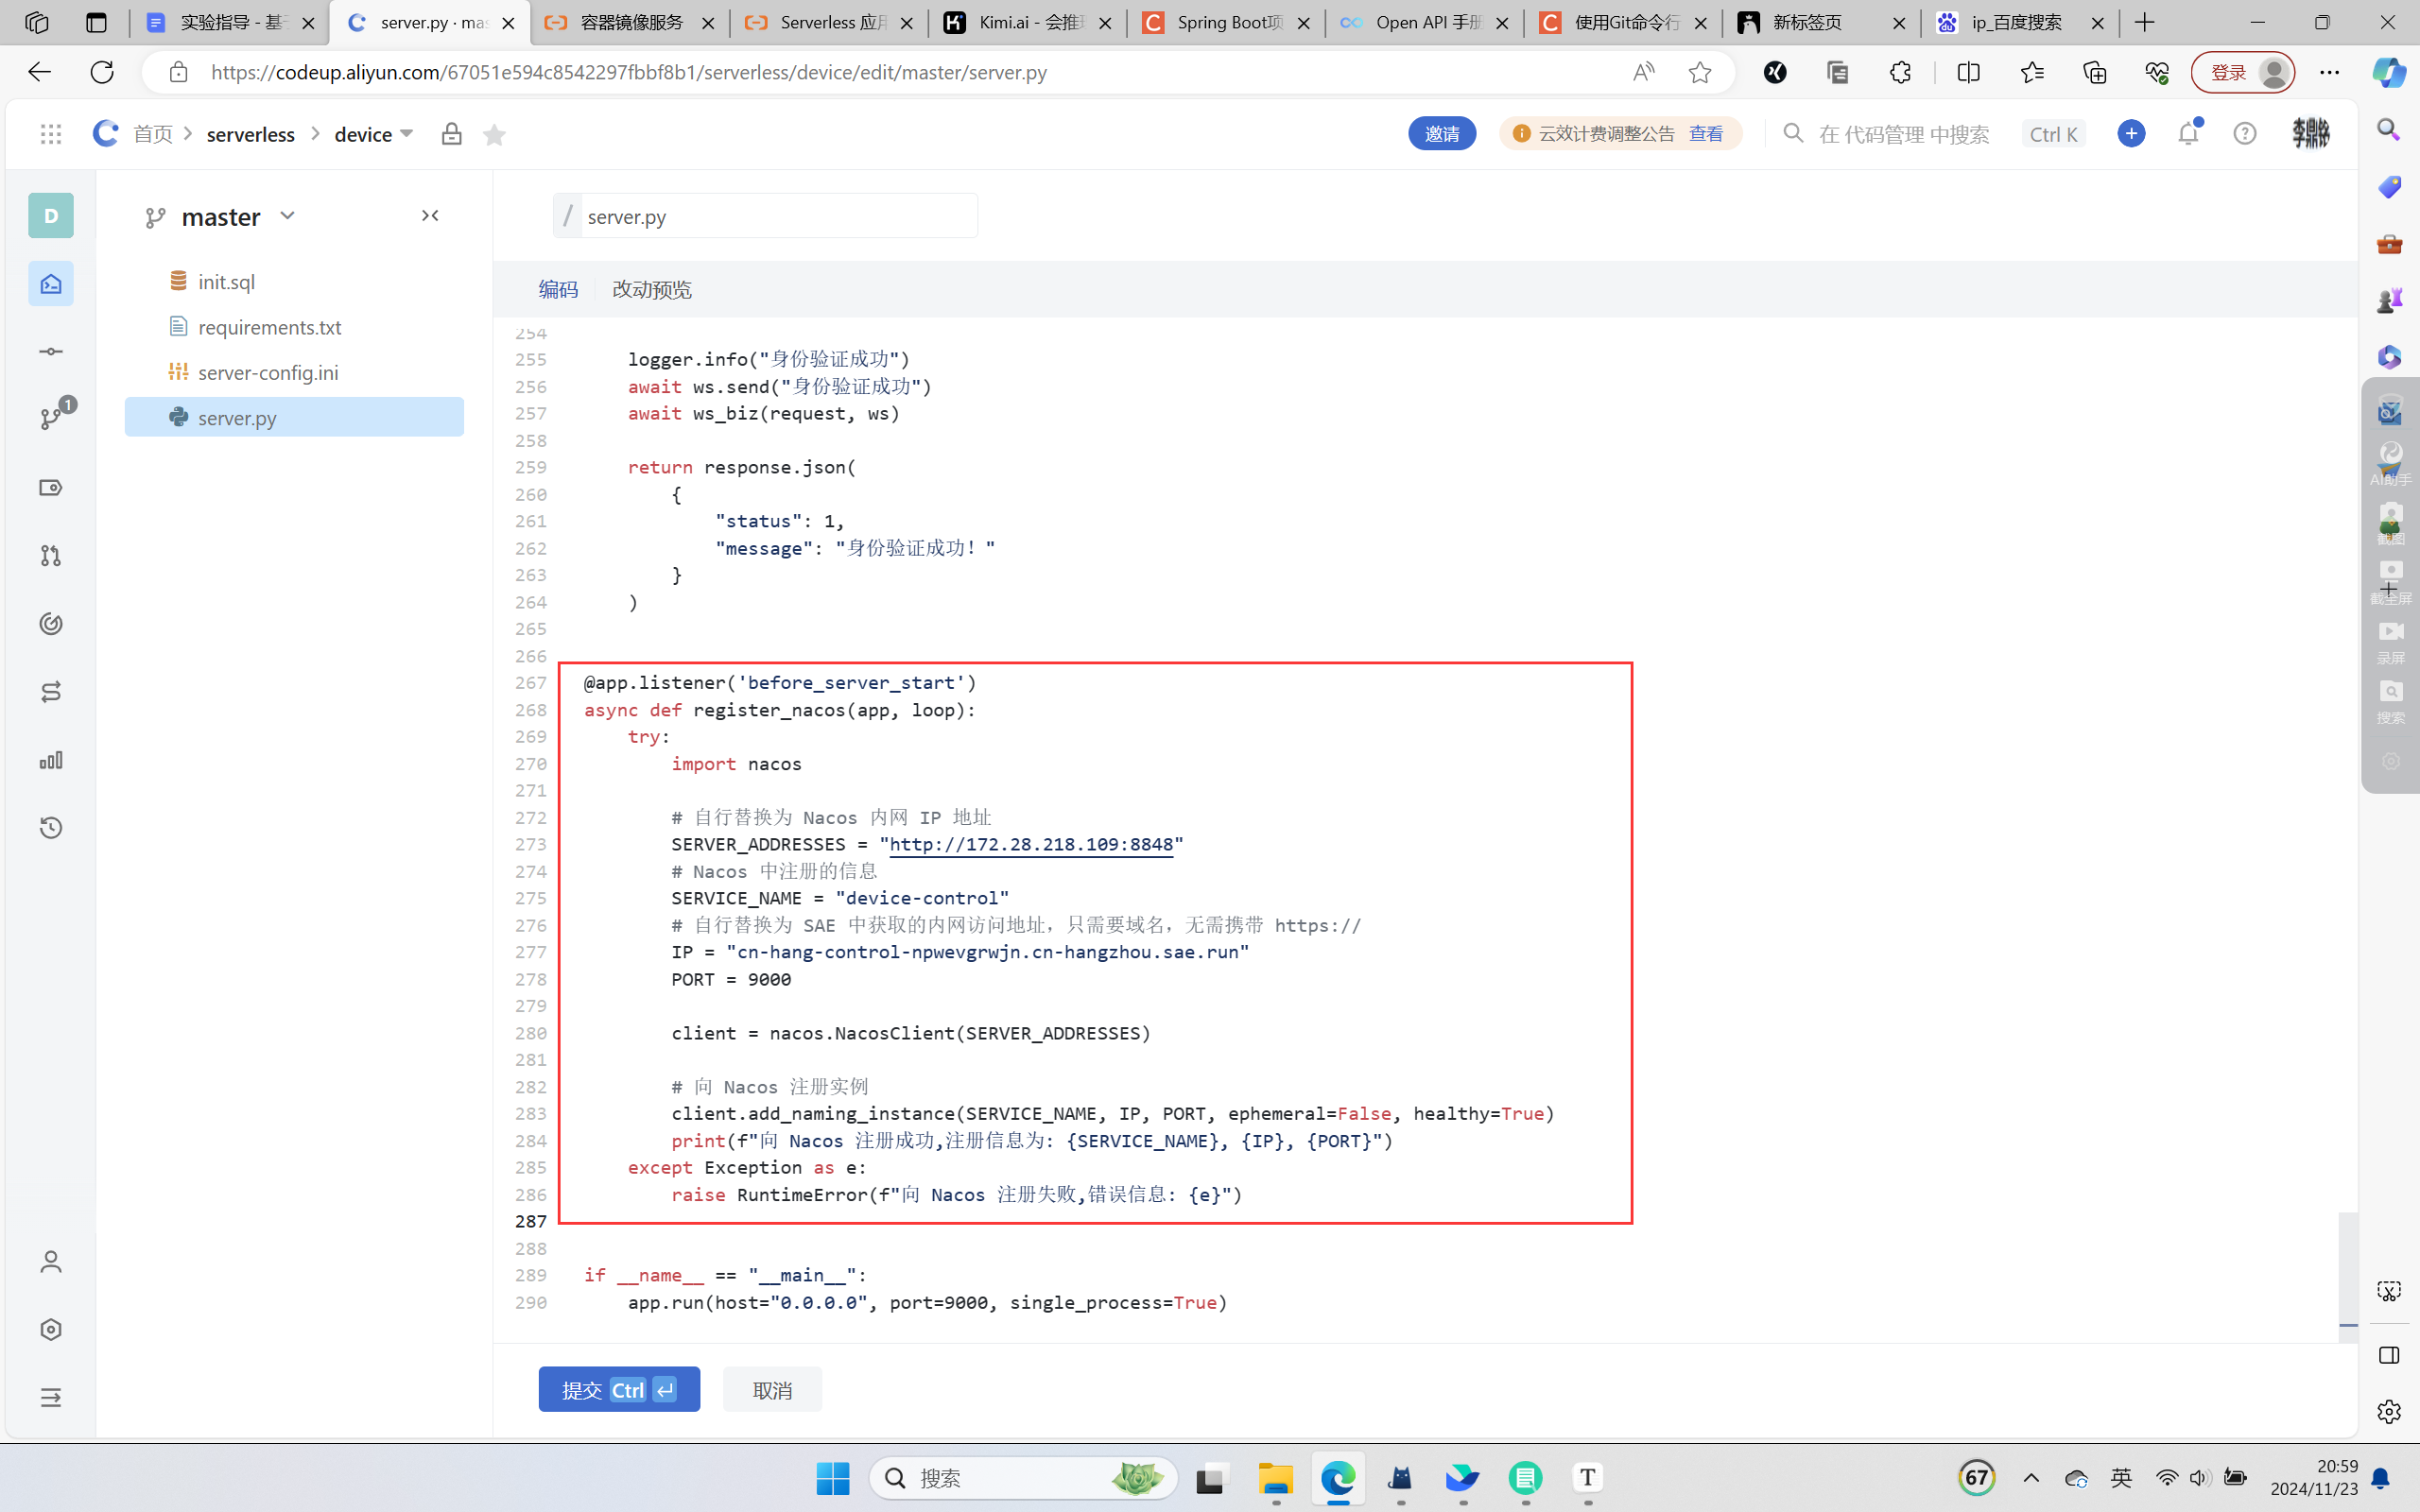 实验指导 - 基于
server.py · mas
容器镜像服务
Serverless 应用
Kimi.ai - 会推理
Spring Boot项
Open API 手册
使用Git命令行
新标签页
ip_百度搜索
https://codeup.aliyun.com/67051e594c8542297fbbf8b1/serverless/device/edit/master/server.py
登录
首页 > serverless > device
邀请
云效计费调整公告 查看
在 代码管理 中搜索
Ctrl K
李鼎铭
D
master
/ server.py
init.sql
requirements.txt
server-config.ini
server.py
1
编码
改动预览
254
255 logger.info("身份验证成功")
256 await ws.send("身份验证成功")
257 await ws_biz(request, ws)
258
259 return response.json(
260 {
261 "status": 1,
262 "message": "身份验证成功！"
263 }
264 )
265
266
267 @app.listener('before_server_start')
268 async def register_nacos(app, loop):
269 try:
270 import nacos
271
272 # 自行替换为 Nacos 内网 IP 地址
273 SERVER_ADDRESSES = "http://172.28.218.109:8848"
274 # Nacos 中注册的信息
275 SERVICE_NAME = "device-control"
276 # 自行替换为 SAE 中获取的内网访问地址，只需要域名，无需携带 https://
277 IP = "cn-hang-control-npwevgrwjn.cn-hangzhou.sae.run"
278 PORT = 9000
279
280 client = nacos.NacosClient(SERVER_ADDRESSES)
281
282 # 向 Nacos 注册实例
283 client.add_naming_instance(SERVICE_NAME, IP, PORT, ephemeral=False, healthy=True)
284 print(f"向 Nacos 注册成功,注册信息为: {SERVICE_NAME}, {IP}, {PORT}")
285 except Exception as e:
286 raise RuntimeError(f"向 Nacos 注册失败,错误信息: {e}")
287
288
289 if __name__ == "__main__":
290 app.run(host="0.0.0.0", port=9000, single_process=True)
提交 Ctrl ↵
取消
AI助手
截图
截全屏
录屏
搜索
搜索
T
67
英
20:59
2024/11/23